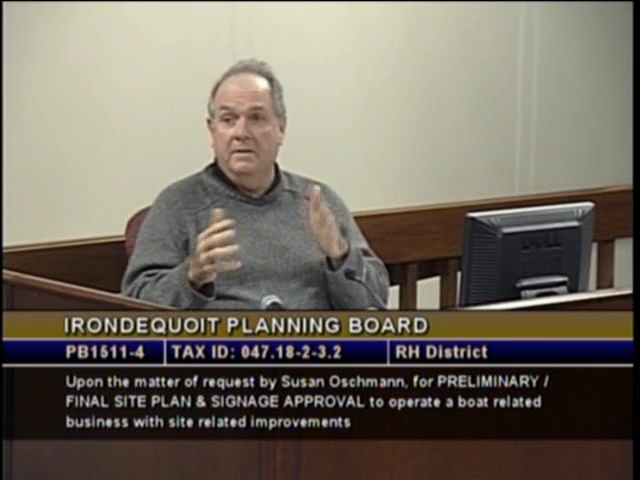 DELL
IRONDEQUOIT PLANNING BOARD
PB1511-4 TAX ID: 047.18-2-3.2 RH District
Upon the matter of request by Susan Oschmann, for PRELIMINARY /
FINAL SITE PLAN & SIGNAGE APPROVAL to operate a boat related
business with site related improvements